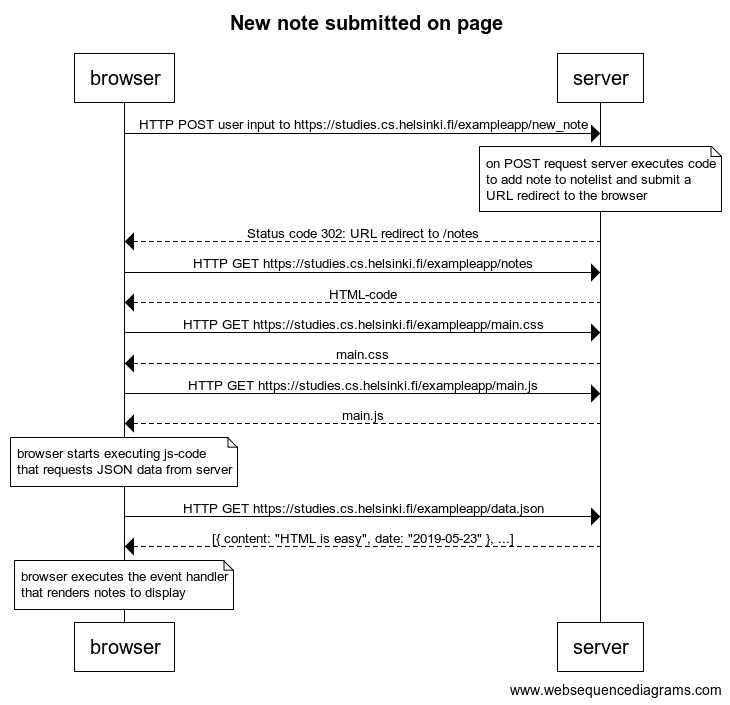 New note submitted on page
browser
server
HTTP POST user input to https://studies.cs.helsinki.fi/exampleapp/new_note
on POST request server executes code
to add note to notelist and submit a
URL redirect to the browser
Status code 302: URL redirect to /notes
HTTP GET https://studies.cs.helsinki.fi/exampleapp/notes
HTML-code
HTTP GET https://studies.cs.helsinki.fi/exampleapp/main.css
main.css
HTTP GET https://studies.cs.helsinki.fi/exampleapp/main.js
main.js
browser starts executing js-code
that requests JSON data from server
HTTP GET https://studies.cs.helsinki.fi/exampleapp/data.json
[{ content: "HTML is easy", date: "2019-05-23" }, ...]
browser executes the event handler
that renders notes to display
browser
server
www.websequencediagrams.com